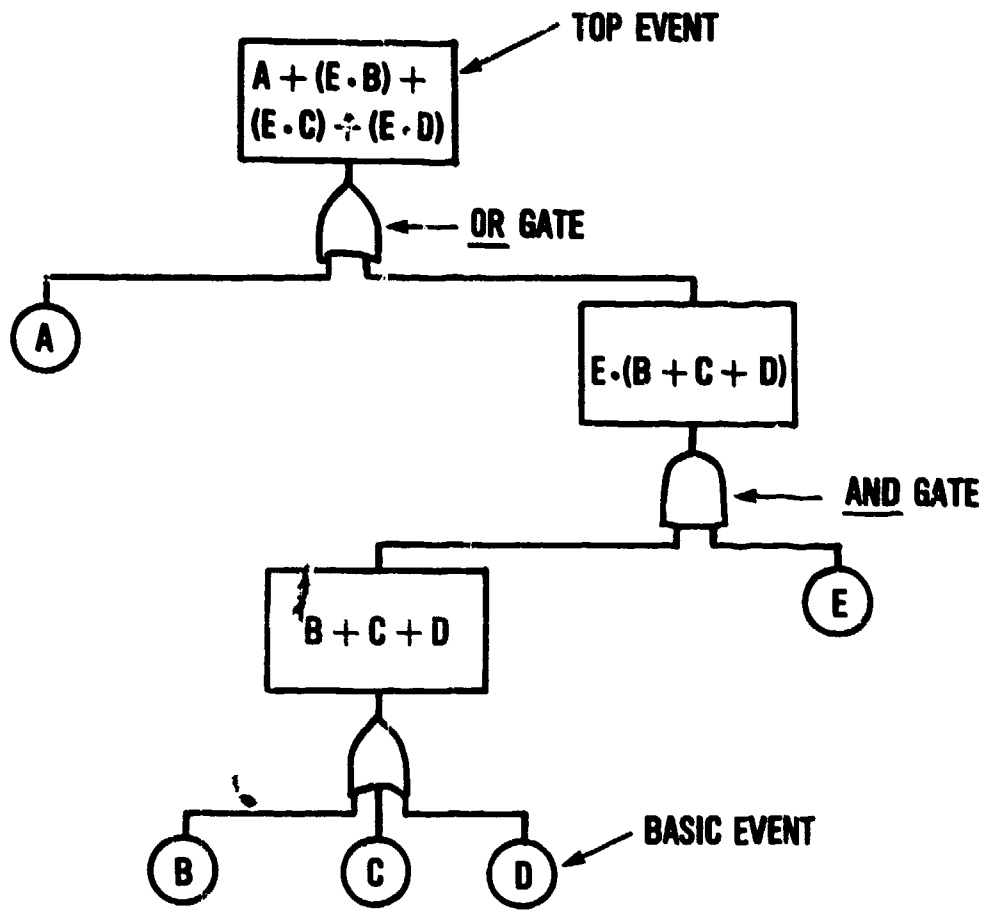 TOP EVENT
A + (E • B) +
(E • C) + (E • D)
OR GATE
A
E • (B + C + D)
AND GATE
E
B + C + D
BASIC EVENT
B
C
D